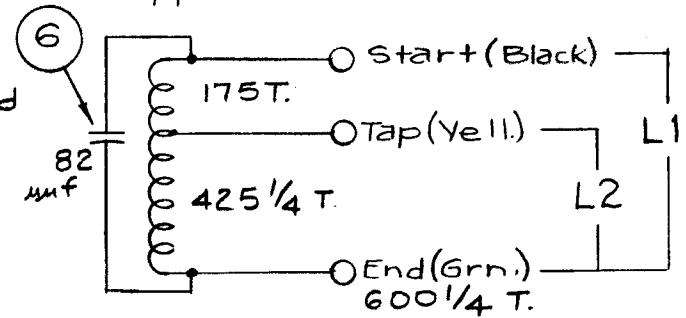 6
d
Start (Black)
175 T.
Tap (Yell.)
L1
82
µµf
425 1/4 T.
L2
End (Grn.)
600 1/4 T.